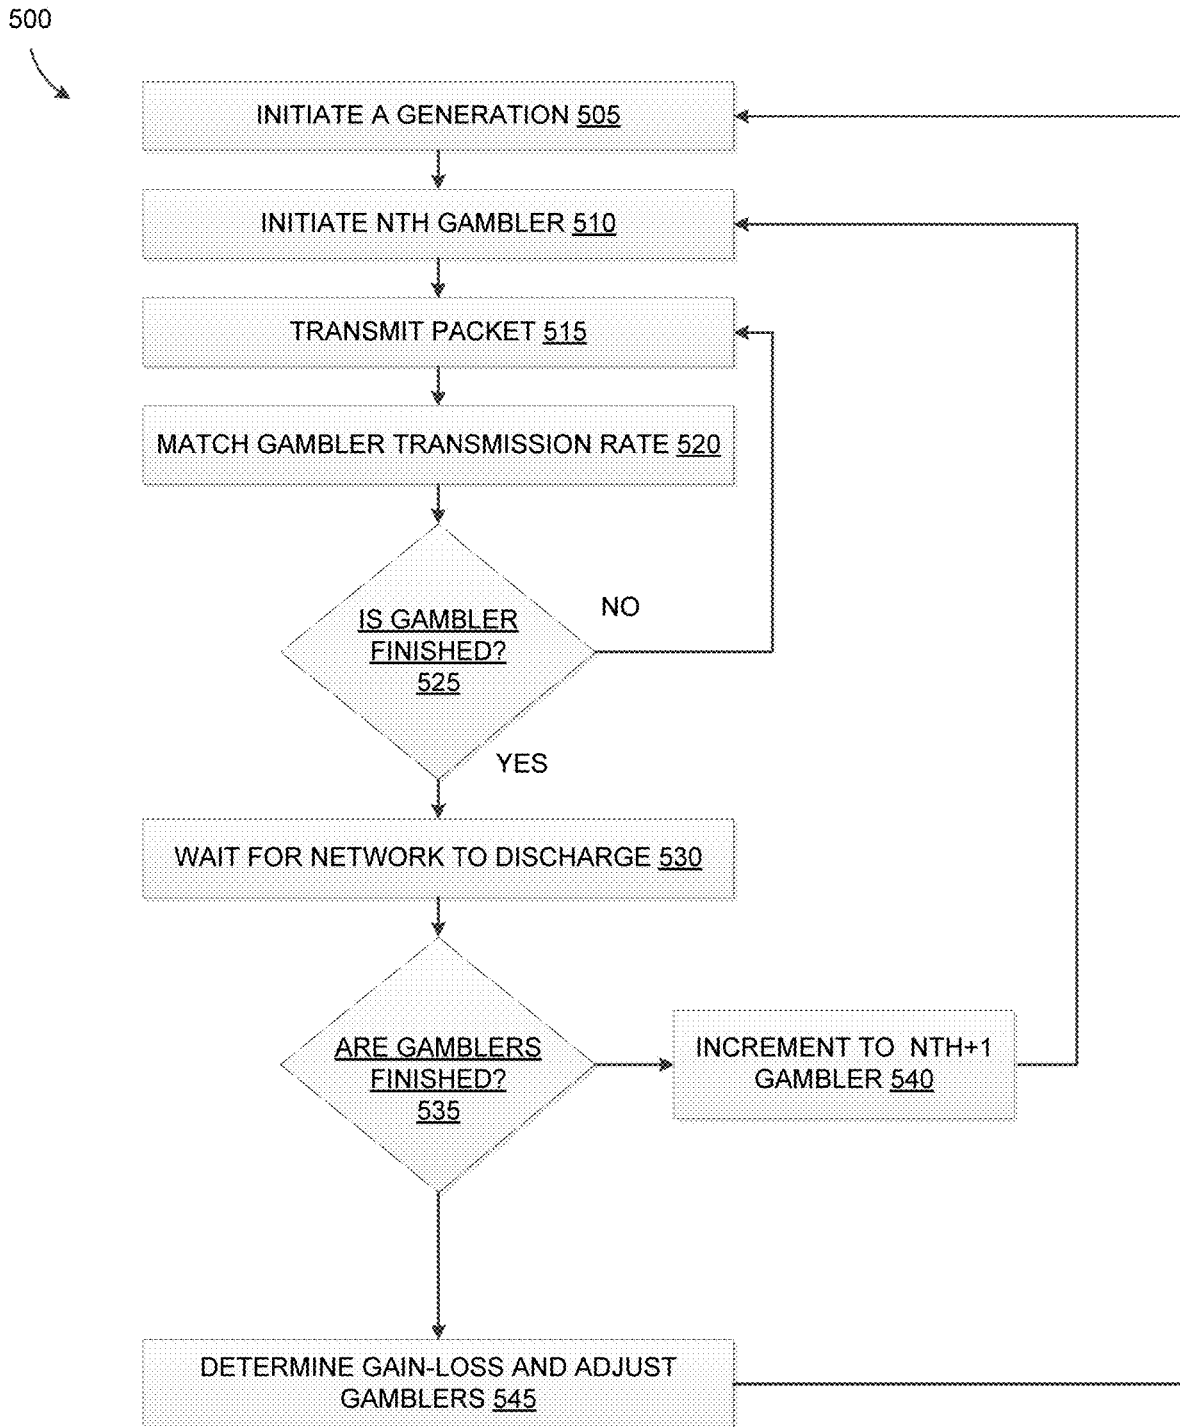 500
INITIATE A GENERATION 505
INITIATE NTH GAMBLER 510
TRANSMIT PACKET 515
MATCH GAMBLER TRANSMISSION RATE 520
IS GAMBLER
FINISHED?
525
NO
YES
WAIT FOR NETWORK TO DISCHARGE 530
ARE GAMBLERS
FINISHED?
535
INCREMENT TO NTH+1
GAMBLER 540
DETERMINE GAIN-LOSS AND ADJUST
GAMBLERS 545